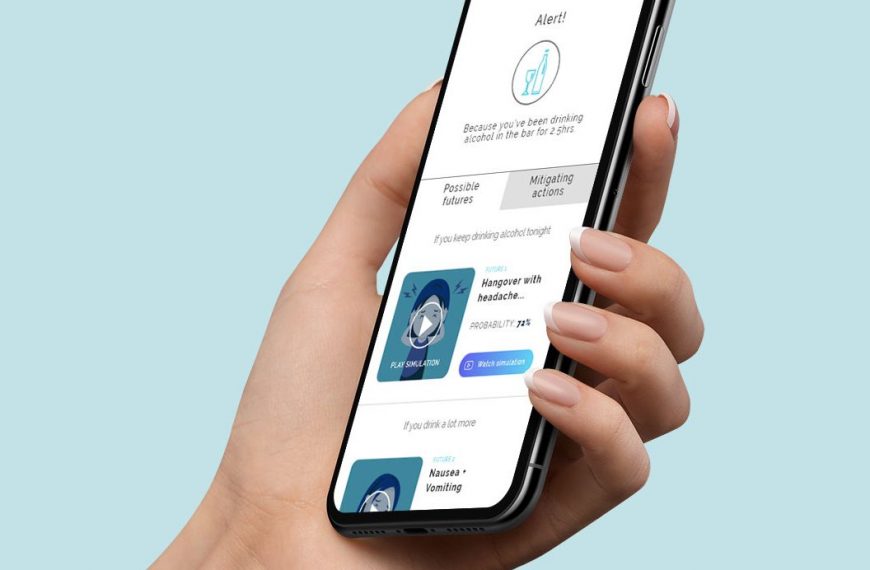 Alert!
Because you've been drinking
alcohol in the bar for 2 5hrs.
Possible
futures
Mitigating
actions
If you keep drinking alcohol tonight
FUTURE 1
Hangover with
headache...
PROBABILITY: 72%
PLAY SIMULATION
Watch simulation
If you drink a lot more
FUTURE 2
Nausea +
Vomiting